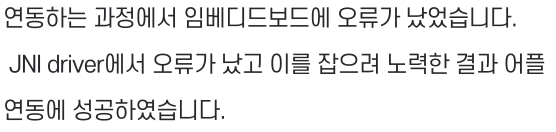 연동하는 과정에서 임베디드보드에 오류가 났었습니다.
JNI driver에서 오류가 났고 이를 잡으려 노력한 결과 어플
연동에 성공하였습니다.